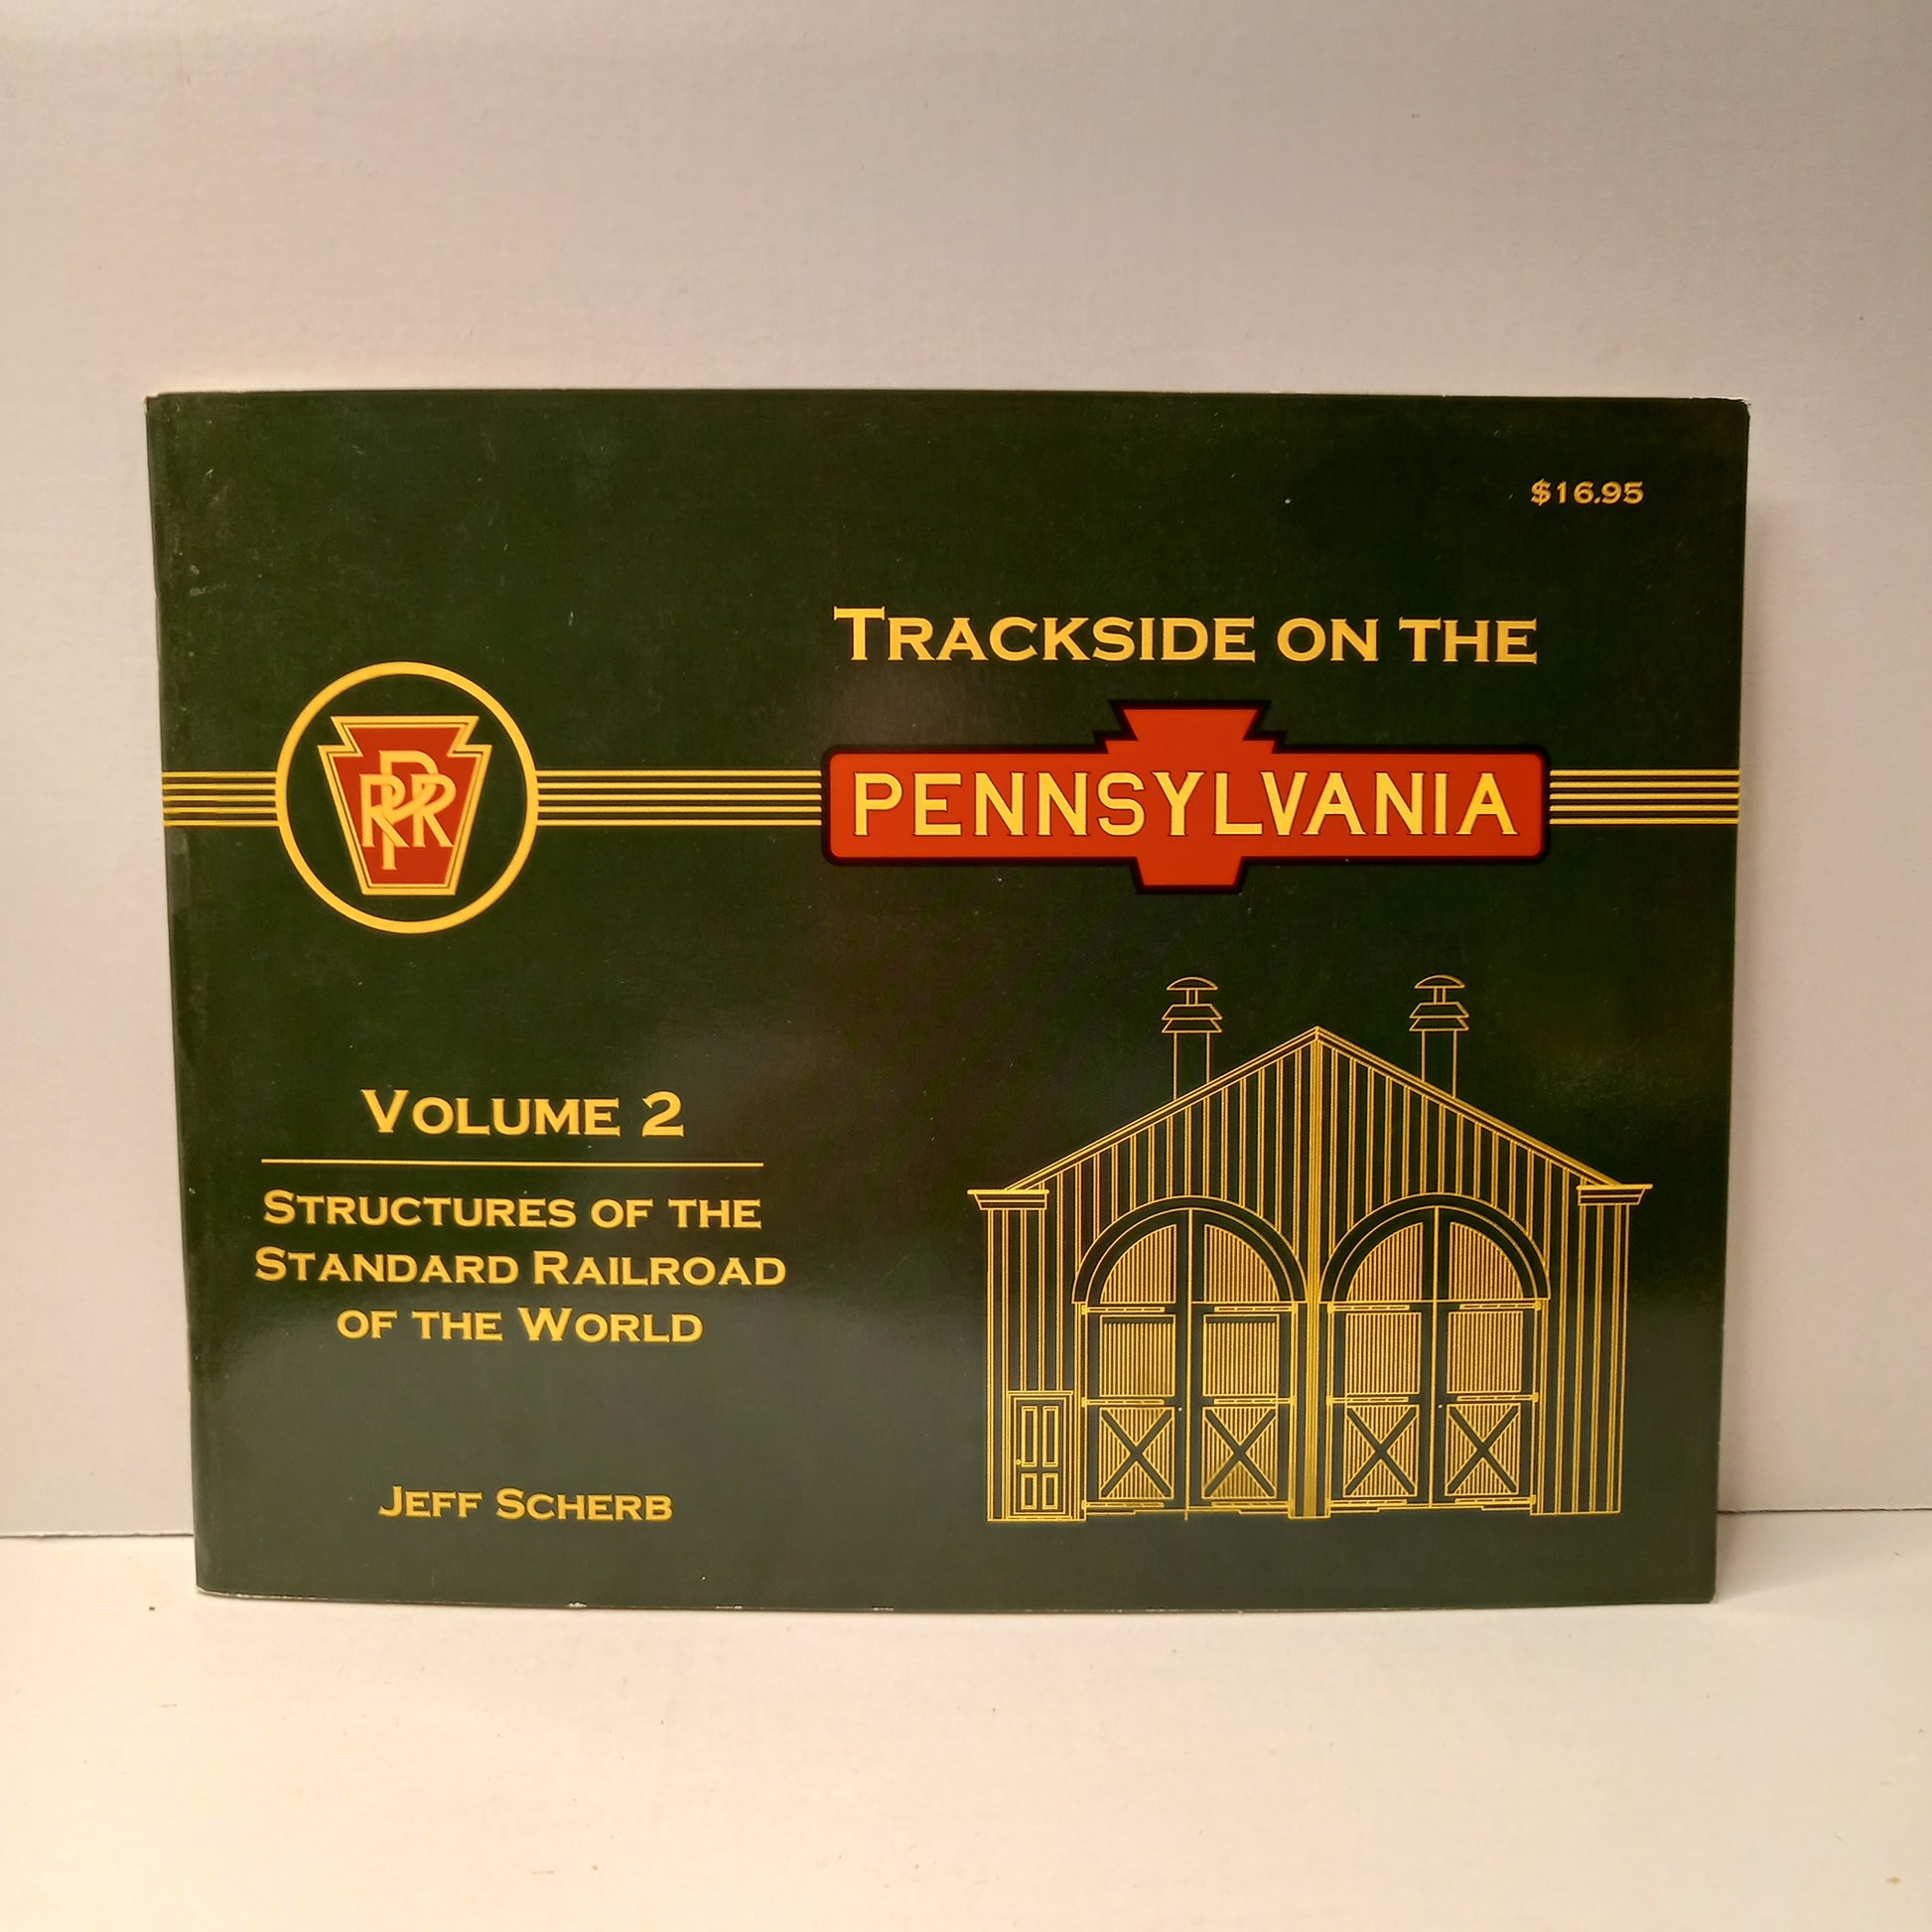 $16.95
TRACKSIDE ON THE
PRR
PENNSYLVANIA
VOLUME 2
STRUCTURES OF THE
STANDARD RAILROAD
OF THE WORLD
JEFF SCHERB